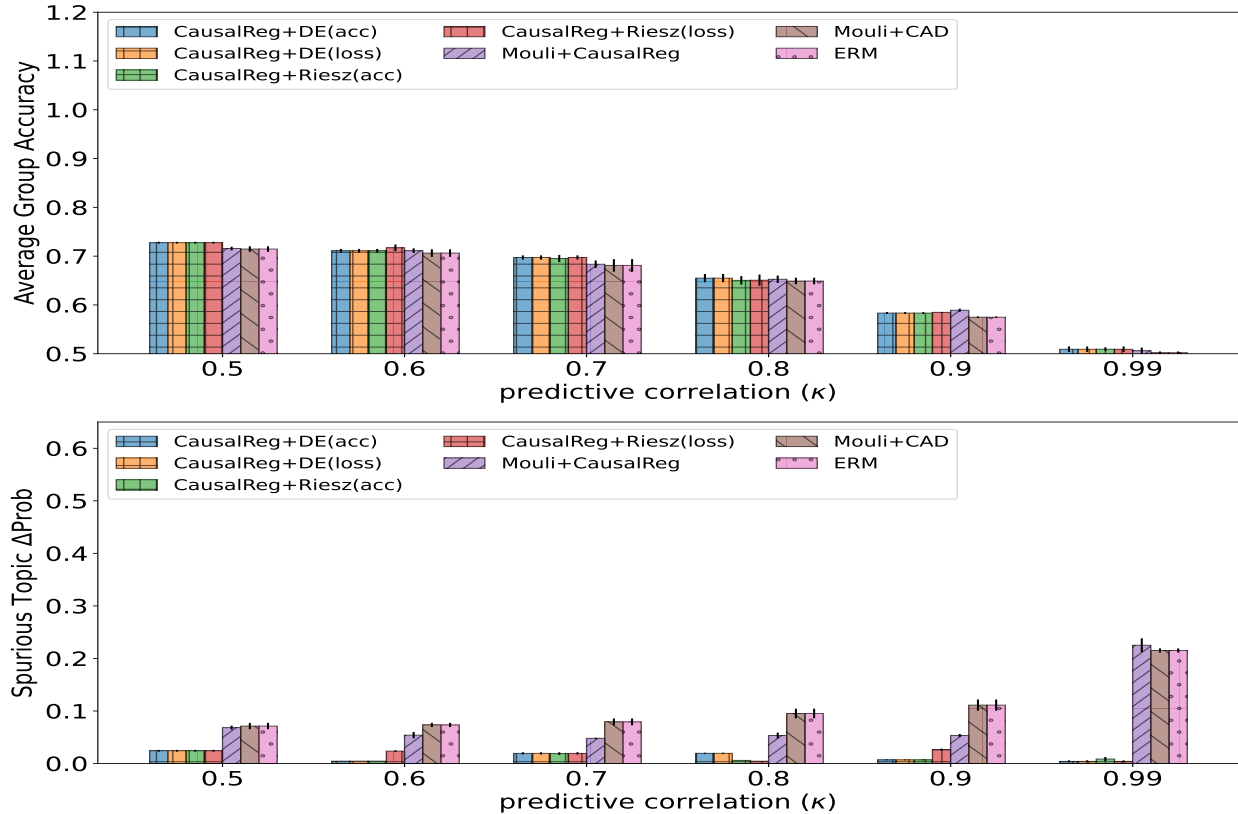 1.2
1.1
1.0
0.9
0.8
0.7
0.6
0.5
Average Group Accuracy
CausalReg+DE(acc)
CausalReg+DE(loss)
CausalReg+Riesz(acc)
CausalReg+Riesz(loss)
Mouli+CausalReg
Mouli+CAD
ERM
0.5 0.6 0.7 0.8 0.9 0.99
predictive correlation (κ)
0.6
0.5
0.4
0.3
0.2
0.1
0.0
Spurious Topic ΔProb
CausalReg+DE(acc)
CausalReg+DE(loss)
CausalReg+Riesz(acc)
CausalReg+Riesz(loss)
Mouli+CausalReg
Mouli+CAD
ERM
0.5 0.6 0.7 0.8 0.9 0.99
predictive correlation (κ)